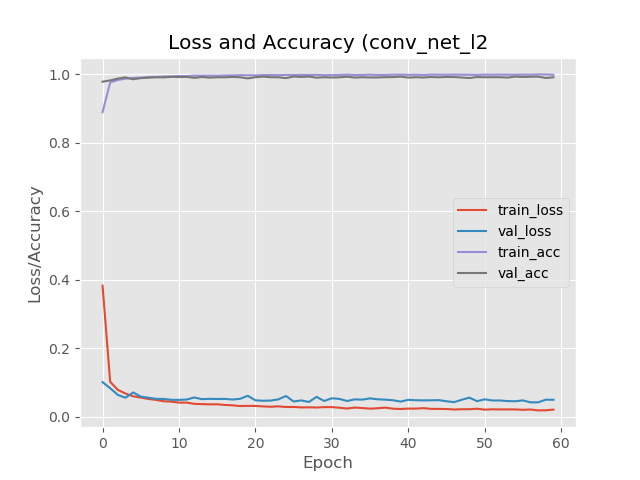 Loss and Accuracy (conv_net_l2
Loss/Accuracy
1.0
0.8
0.6
0.4
0.2
0.0
train_loss
val_loss
train_acc
val_acc
0 10 20 30 40 50 60
Epoch